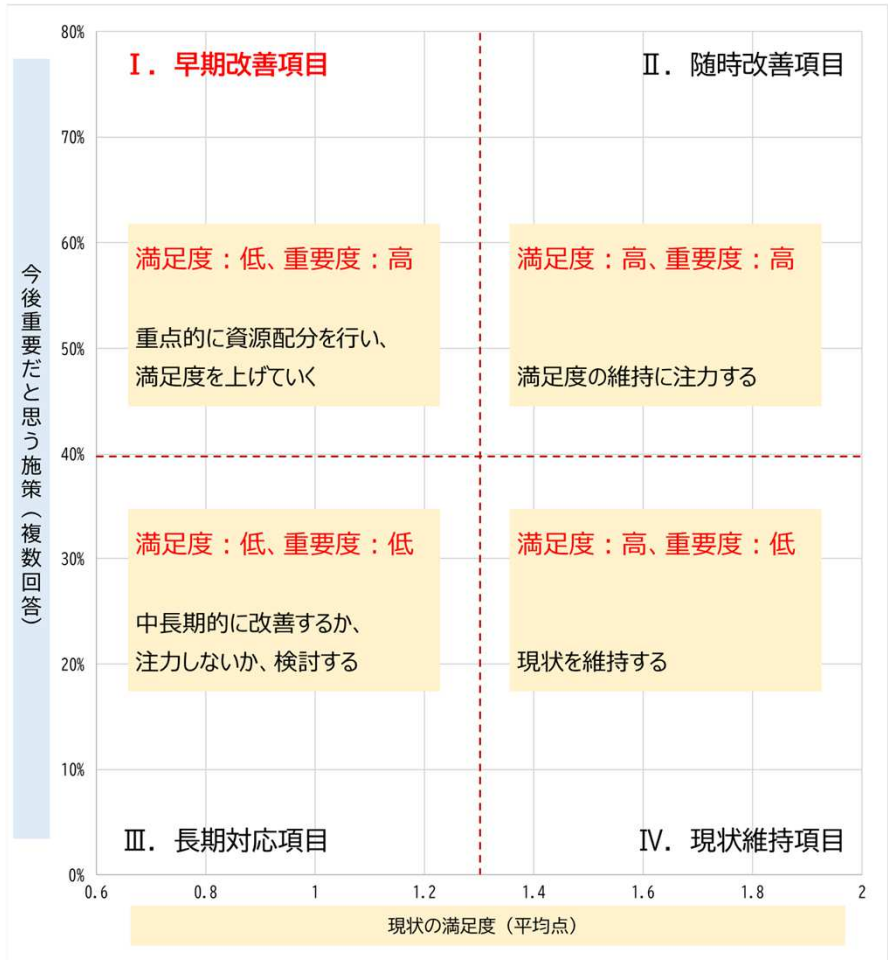 80%
Ⅰ. 早期改善項目
Ⅱ. 随時改善項目
70%
60%
満足度：低、重要度：高
重点的に資源配分を行い、
満足度を上げていく
満足度：高、重要度：高
満足度の維持に注力する
50%
40%
今後重要だと思う施策（複数回答）
満足度：低、重要度：低
中長期的に改善するか、
注力しないか、検討する
満足度：高、重要度：低
現状を維持する
30%
20%
10%
Ⅲ. 長期対応項目
Ⅳ. 現状維持項目
0%
0.6 0.8 1 1.2 1.4 1.6 1.8 2
現状の満足度（平均点）